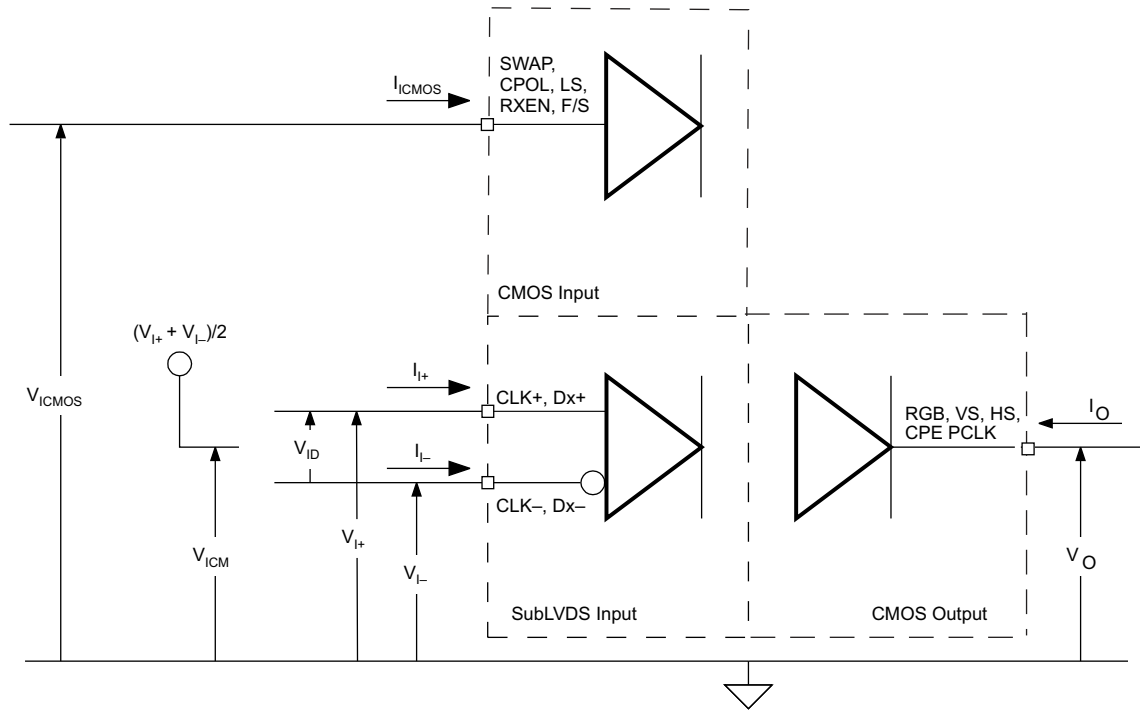 I_ICMOS
SWAP,
CPOL, LS,
RXEN, F/S
CMOS Input
(V_I+ + V_I–)/2
V_ICMOS
I_I+
CLK+, Dx+
V_ID
I_I–
CLK–, Dx–
V_ICM
V_I+
V_I–
SubLVDS Input
RGB, VS, HS,
CPE PCLK
I_O
V_O
CMOS Output